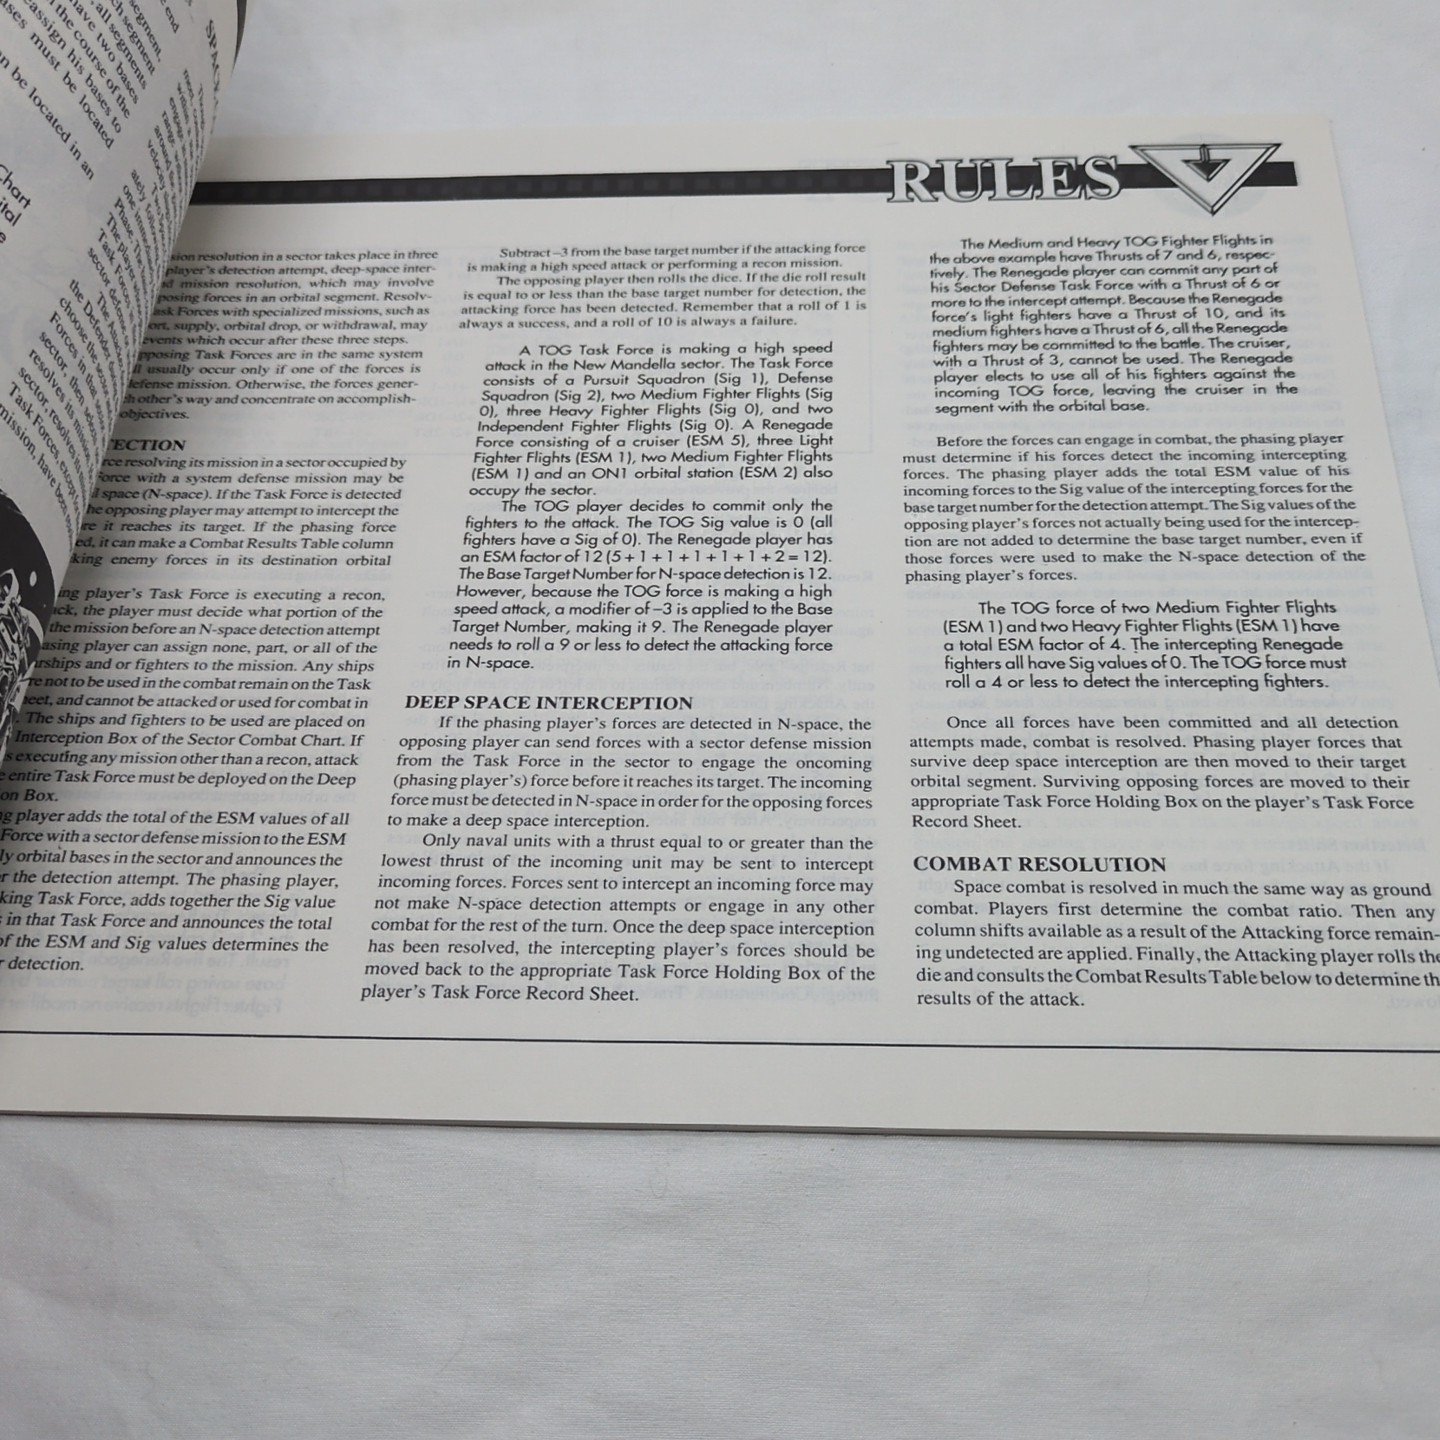 RULES
sion resolution in a sector takes place in three
player's detection attempt, deep-space inter-
d mission resolution, which may involve
posing forces in an orbital segment. Resolv-
ask Forces with specialized missions, such as
ort, supply, orbital drop, or withdrawal, may
events which occur after these three steps.
pposing Task Forces are in the same system
l usually occur only if one of the forces is
defense mission. Otherwise, the forces gener-
ch other's way and concentrate on accomplish-
objectives.
ECTION
rce resolving its mission in a sector occupied by
Force with a system defense mission may be
l space (N-space). If the Task Force is detected
he opposing player may attempt to intercept the
re it reaches its target. If the phasing force
ed, it can make a Combat Results Table column
king enemy forces in its destination orbital
ing player's Task Force is executing a recon,
ack, the player must decide what portion of the
the mission before an N-space detection attempt
asing player can assign none, part, or all of the
rships and or fighters to the mission. Any ships
re not to be used in the combat remain on the Task
eet, and cannot be attacked or used for combat in
. The ships and fighters to be used are placed on
Interception Box of the Sector Combat Chart. If
s executing any mission other than a recon, attack
e entire Task Force must be deployed on the Deep
on Box.
g player adds the total of the ESM values of all
Force with a sector defense mission to the ESM
ly orbital bases in the sector and announces the
r the detection attempt. The phasing player,
king Task Force, adds together the Sig value
in that Task Force and announces the total
of the ESM and Sig values determines the
r detection.
Subtract –3 from the base target number if the attacking force
is making a high speed attack or performing a recon mission.
The opposing player then rolls the dice. If the die roll result
is equal to or less than the base target number for detection, the
attacking force has been detected. Remember that a roll of 1 is
always a success, and a roll of 10 is always a failure.
A TOG Task Force is making a high speed
attack in the New Mandella sector. The Task Force
consists of a Pursuit Squadron (Sig 1), Defense
Squadron (Sig 2), two Medium Fighter Flights (Sig
0), three Heavy Fighter Flights (Sig 0), and two
Independent Fighter Flights (Sig 0). A Renegade
Force consisting of a cruiser (ESM 5), three Light
Fighter Flights (ESM 1), two Medium Fighter Flights
(ESM 1) and an ON1 orbital station (ESM 2) also
occupy the sector.
The TOG player decides to commit only the
fighters to the attack. The TOG Sig value is 0 (all
fighters have a Sig of 0). The Renegade player has
an ESM factor of 12 (5 + 1 + 1 + 1 + 1 + 1 + 2 = 12).
The Base Target Number for N-space detection is 12.
However, because the TOG force is making a high
speed attack, a modifier of –3 is applied to the Base
Target Number, making it 9. The Renegade player
needs to roll a 9 or less to detect the attacking force
in N-space.
DEEP SPACE INTERCEPTION
If the phasing player's forces are detected in N-space, the
opposing player can send forces with a sector defense mission
from the Task Force in the sector to engage the oncoming
(phasing player's) force before it reaches its target. The incoming
force must be detected in N-space in order for the opposing forces
to make a deep space interception.
Only naval units with a thrust equal to or greater than the
lowest thrust of the incoming unit may be sent to intercept
incoming forces. Forces sent to intercept an incoming force may
not make N-space detection attempts or engage in any other
combat for the rest of the turn. Once the deep space interception
has been resolved, the intercepting player's forces should be
moved back to the appropriate Task Force Holding Box of the
player's Task Force Record Sheet.
The Medium and Heavy TOG Fighter Flights in
the above example have Thrusts of 7 and 6, respec-
tively. The Renegade player can commit any part of
his Sector Defense Task Force with a Thrust of 6 or
more to the intercept attempt. Because the Renegade
force's light fighters have a Thrust of 10, and its
medium fighters have a Thrust of 6, all the Renegade
fighters may be committed to the battle. The cruiser,
with a Thrust of 3, cannot be used. The Renegade
player elects to use all of his fighters against the
incoming TOG force, leaving the cruiser in the
segment with the orbital base.
Before the forces can engage in combat, the phasing player
must determine if his forces detect the incoming intercepting
forces. The phasing player adds the total ESM value of his
incoming forces to the Sig value of the intercepting forces for the
base target number for the detection attempt. The Sig values of the
opposing player's forces not actually being used for the intercep-
tion are not added to determine the base target number, even if
those forces were used to make the N-space detection of the
phasing player's forces.
The TOG force of two Medium Fighter Flights
(ESM 1) and two Heavy Fighter Flights (ESM 1) have
a total ESM factor of 4. The intercepting Renegade
fighters all have Sig values of 0. The TOG force must
roll a 4 or less to detect the intercepting fighters.
Once all forces have been committed and all detection
attempts made, combat is resolved. Phasing player forces that
survive deep space interception are then moved to their target
orbital segment. Surviving opposing forces are moved to their
appropriate Task Force Holding Box on the player's Task Force
Record Sheet.
COMBAT RESOLUTION
Space combat is resolved in much the same way as ground
combat. Players first determine the combat ratio. Then any
column shifts available as a result of the Attacking force remain-
ing undetected are applied. Finally, the Attacking player rolls the
die and consults the Combat Results Table below to determine th
results of the attack.